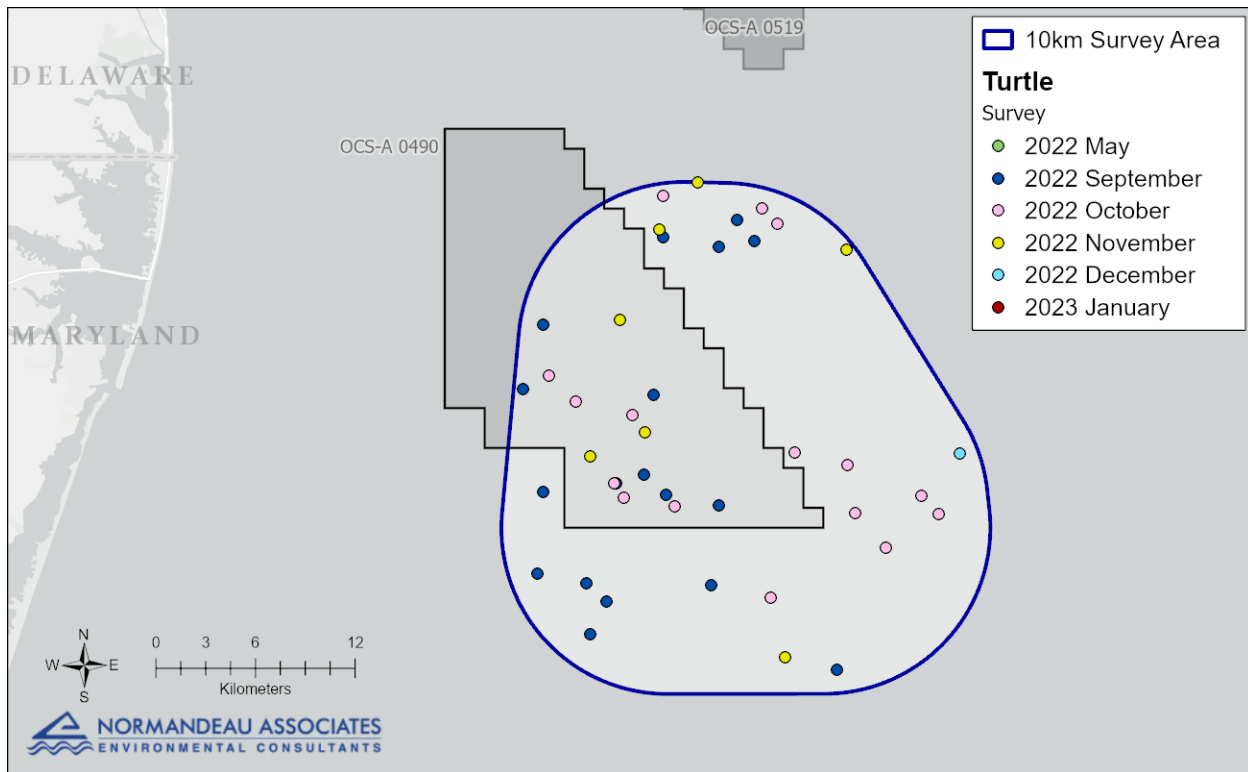 OCS-A 0519
10km Survey Area
DELAWARE
Turtle
Survey
OCS-A 0490
2022 May
2022 September
2022 October
2022 November
2022 December
2023 January
MARYLAND
N
W E
S
0 3 6 12
Kilometers
NORMANDEAU ASSOCIATES
ENVIRONMENTAL CONSULTANTS